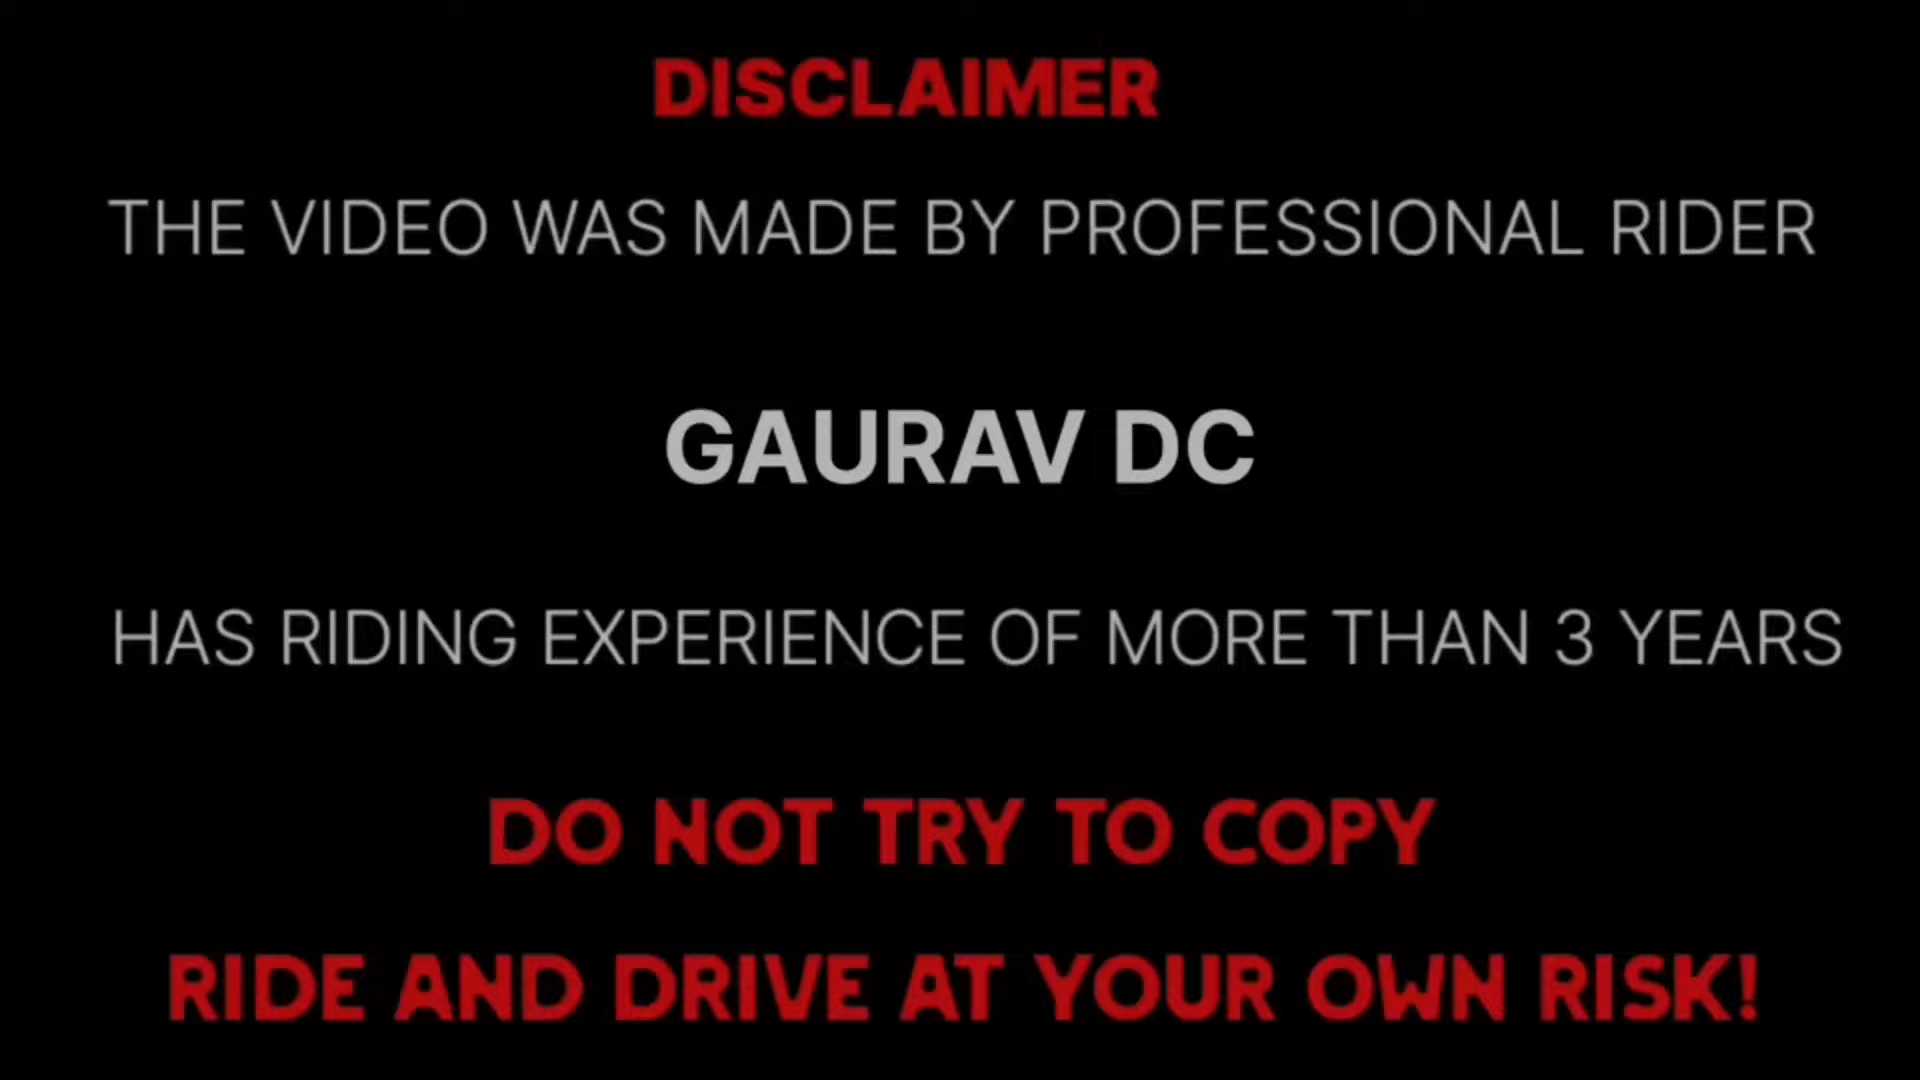 DISCLAIMER
THE VIDEO WAS MADE BY PROFESSIONAL RIDER
GAURAV DC
HAS RIDING EXPERIENCE OF MORE THAN 3 YEARS
DO NOT TRY TO COPY
RIDE AND DRIVE AT YOUR OWN RISK!